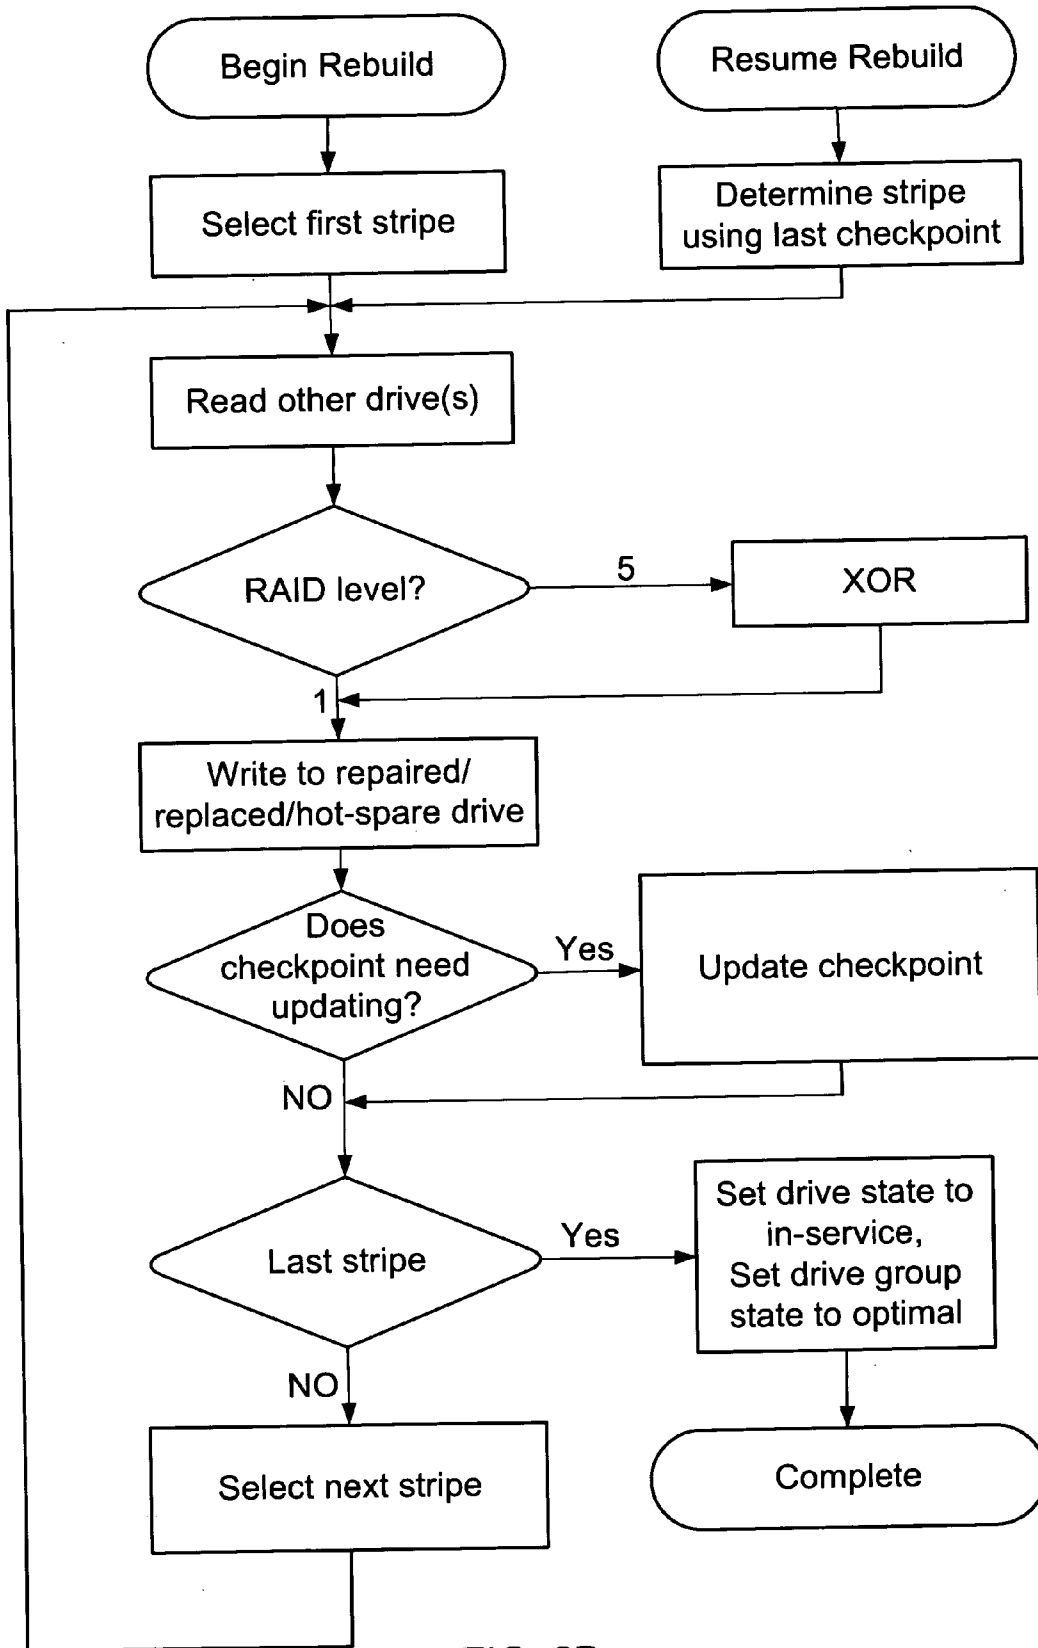 Begin Rebuild
Resume Rebuild
Select first stripe
Determine stripe
using last checkpoint
Read other drive(s)
RAID level?
5
XOR
1
Write to repaired/
replaced/hot-spare drive
Does
checkpoint need
updating?
Yes
Update checkpoint
NO
Last stripe
Yes
Set drive state to
in-service,
Set drive group
state to optimal
NO
Select next stripe
Complete